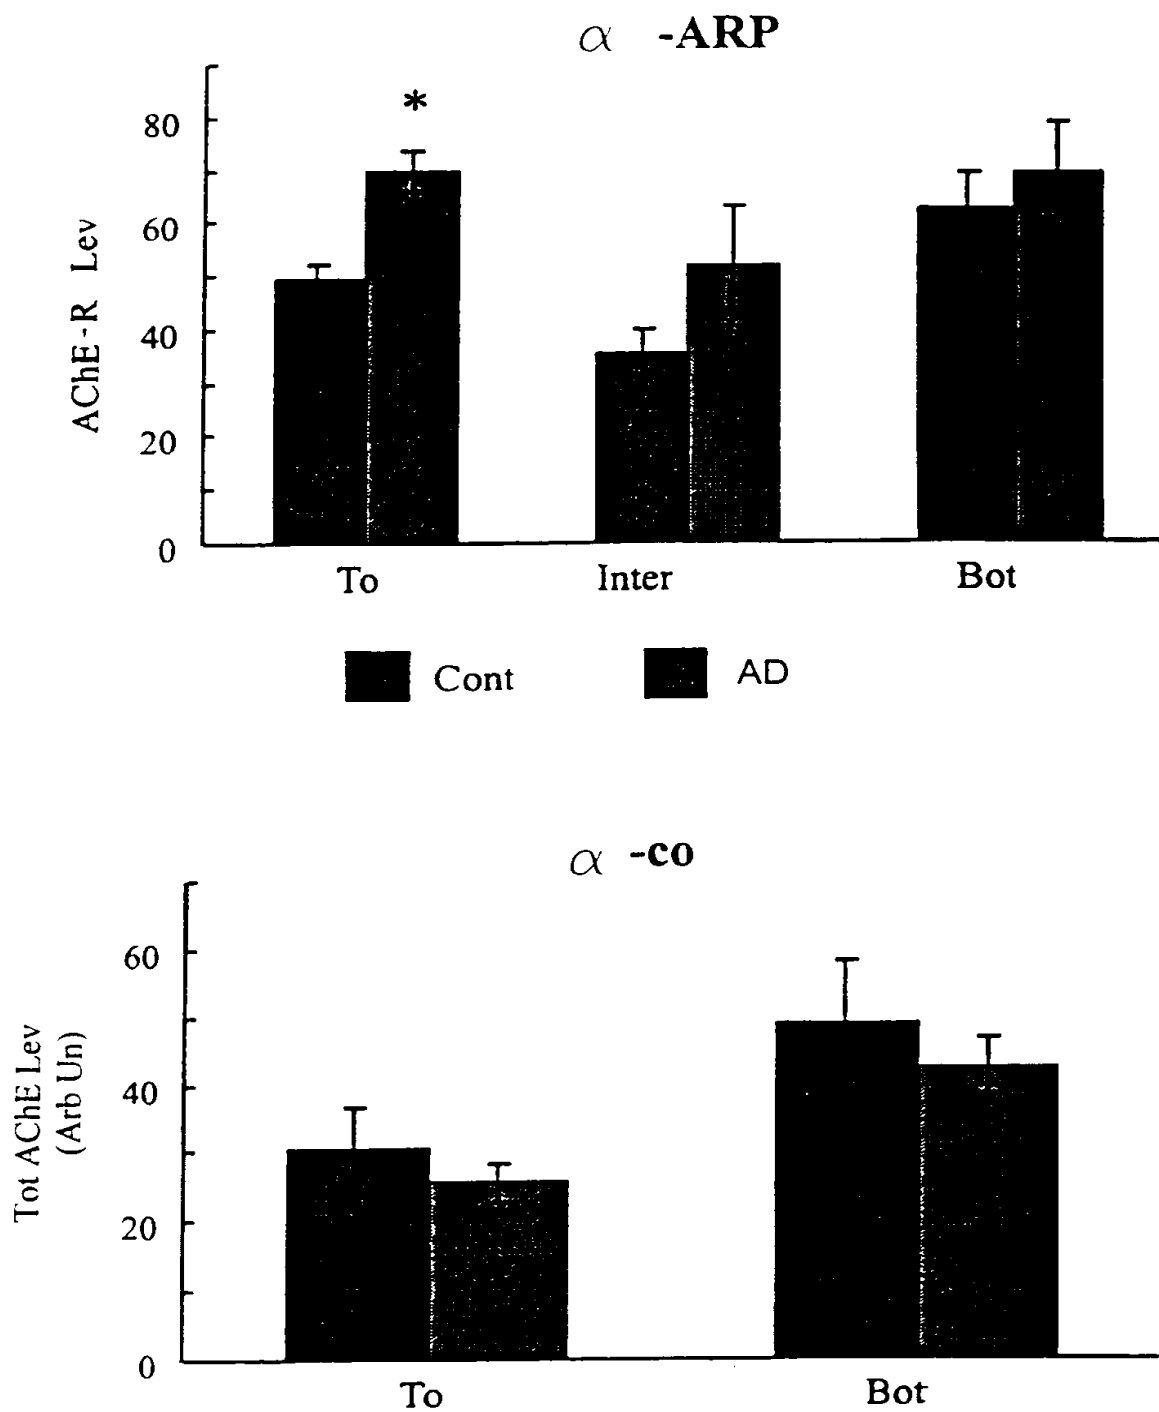 α -ARP
*
80
60
40
20
0
AChE-R Lev
To Inter Bot
Cont AD
α -co
60
40
20
0
Tot AChE Lev
(Arb Un)
To Bot